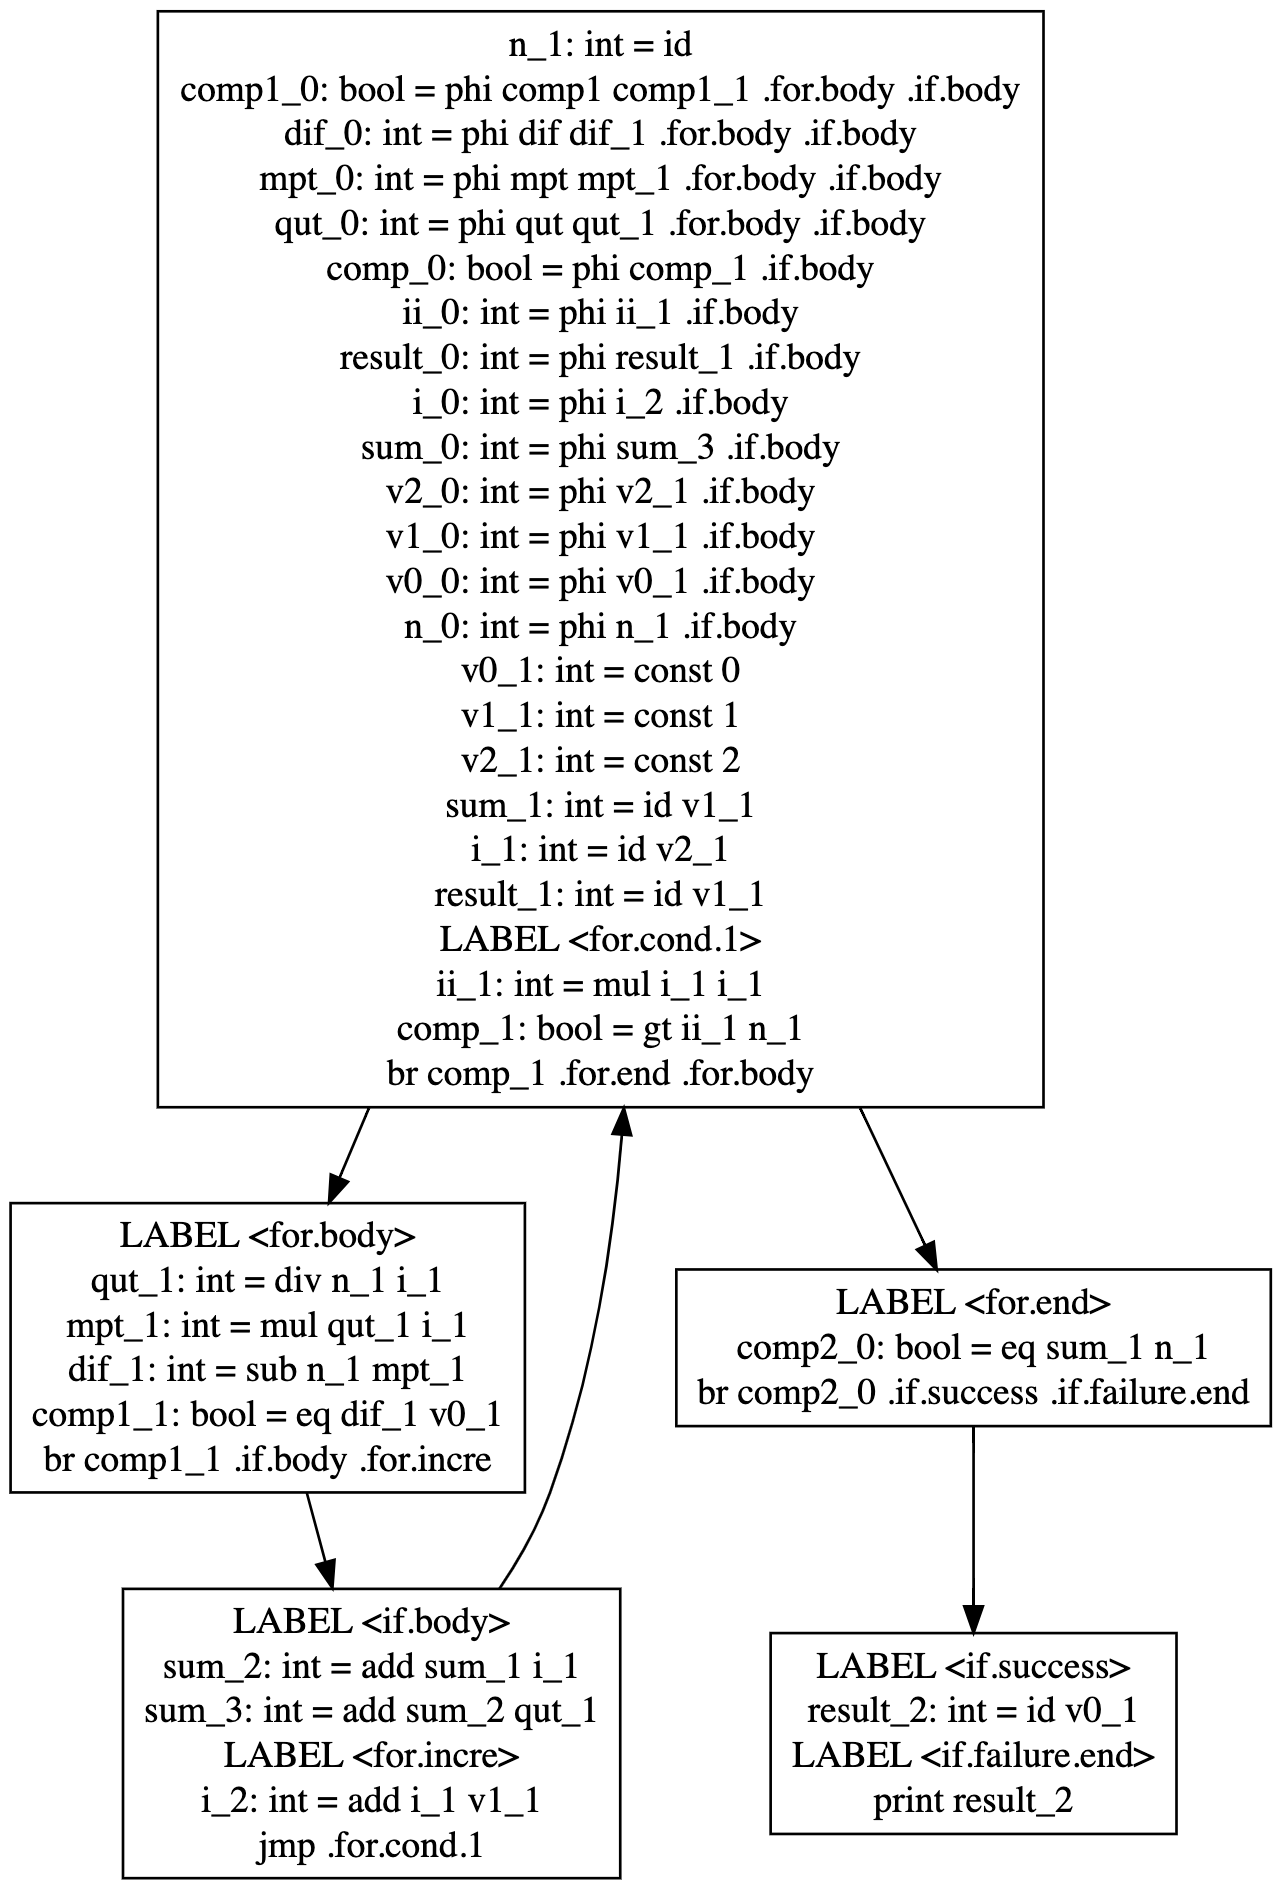 n_1: int = id
comp1_0: bool = phi comp1 comp1_1 .for.body .if.body
dif_0: int = phi dif dif_1 .for.body .if.body
mpt_0: int = phi mpt mpt_1 .for.body .if.body
qut_0: int = phi qut qut_1 .for.body .if.body
comp_0: bool = phi comp_1 .if.body
ii_0: int = phi ii_1 .if.body
result_0: int = phi result_1 .if.body
i_0: int = phi i_2 .if.body
sum_0: int = phi sum_3 .if.body
v2_0: int = phi v2_1 .if.body
v1_0: int = phi v1_1 .if.body
v0_0: int = phi v0_1 .if.body
n_0: int = phi n_1 .if.body
v0_1: int = const 0
v1_1: int = const 1
v2_1: int = const 2
sum_1: int = id v1_1
i_1: int = id v2_1
result_1: int = id v1_1
LABEL <for.cond.1>
ii_1: int = mul i_1 i_1
comp_1: bool = gt ii_1 n_1
br comp_1 .for.end .for.body
LABEL <for.body>
qut_1: int = div n_1 i_1
mpt_1: int = mul qut_1 i_1
dif_1: int = sub n_1 mpt_1
comp1_1: bool = eq dif_1 v0_1
br comp1_1 .if.body .for.incre
LABEL <for.end>
comp2_0: bool = eq sum_1 n_1
br comp2_0 .if.success .if.failure.end
LABEL <if.body>
sum_2: int = add sum_1 i_1
sum_3: int = add sum_2 qut_1
LABEL <for.incre>
i_2: int = add i_1 v1_1
jmp .for.cond.1
LABEL <if.success>
result_2: int = id v0_1
LABEL <if.failure.end>
print result_2